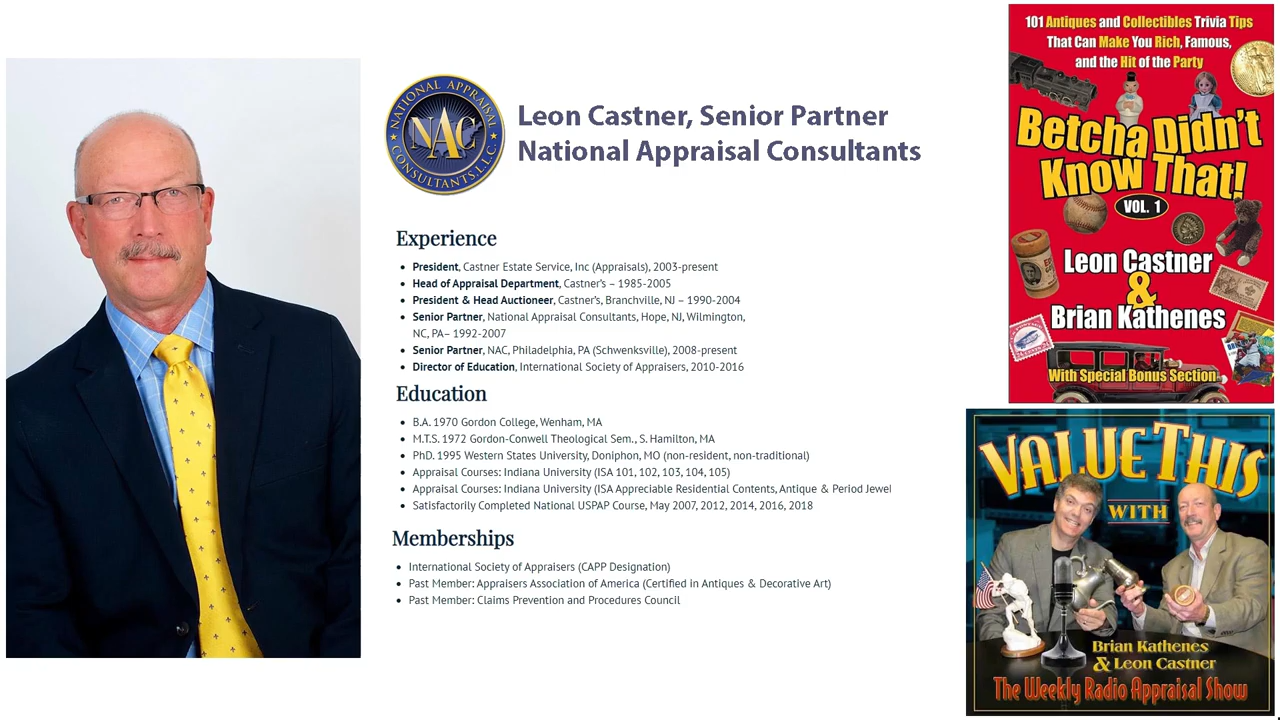 NATIONAL APPRAISAL
NAC
CONSULTANTS, L.L.C.
Leon Castner, Senior Partner
National Appraisal Consultants
Experience
• President, Castner Estate Service, Inc (Appraisals), 2003-present
• Head of Appraisal Department, Castner's – 1985-2005
• President & Head Auctioneer, Castner's, Branchville, NJ – 1990-2004
• Senior Partner, National Appraisal Consultants, Hope, NJ, Wilmington,
NC, PA– 1992-2007
• Senior Partner, NAC, Philadelphia, PA (Schwenksville), 2008-present
• Director of Education, International Society of Appraisers, 2010-2016
Education
• B.A. 1970 Gordon College, Wenham, MA
• M.T.S. 1972 Gordon-Conwell Theological Sem., S. Hamilton, MA
• PhD. 1995 Western States University, Doniphon, MO (non-resident, non-traditional)
• Appraisal Courses: Indiana University (ISA 101, 102, 103, 104, 105)
• Appraisal Courses: Indiana University (ISA Appreciable Residential Contents, Antique & Period Jewel
• Satisfactorily Completed National USPAP Course, May 2007, 2012, 2014, 2016, 2018
Memberships
• International Society of Appraisers (CAPP Designation)
• Past Member: Appraisers Association of America (Certified in Antiques & Decorative Art)
• Past Member: Claims Prevention and Procedures Council
101 Antiques and Collectibles Trivia Tips
That Can Make You Rich, Famous,
and the Hit of the Party
Betcha Didn't
Know That!
VOL. 1
Leon Castner
&
Brian Kathenes
With Special Bonus Section
VALUE THIS
WITH
Brian Kathenes
& Leon Castner
The Weekly Radio Appraisal Show